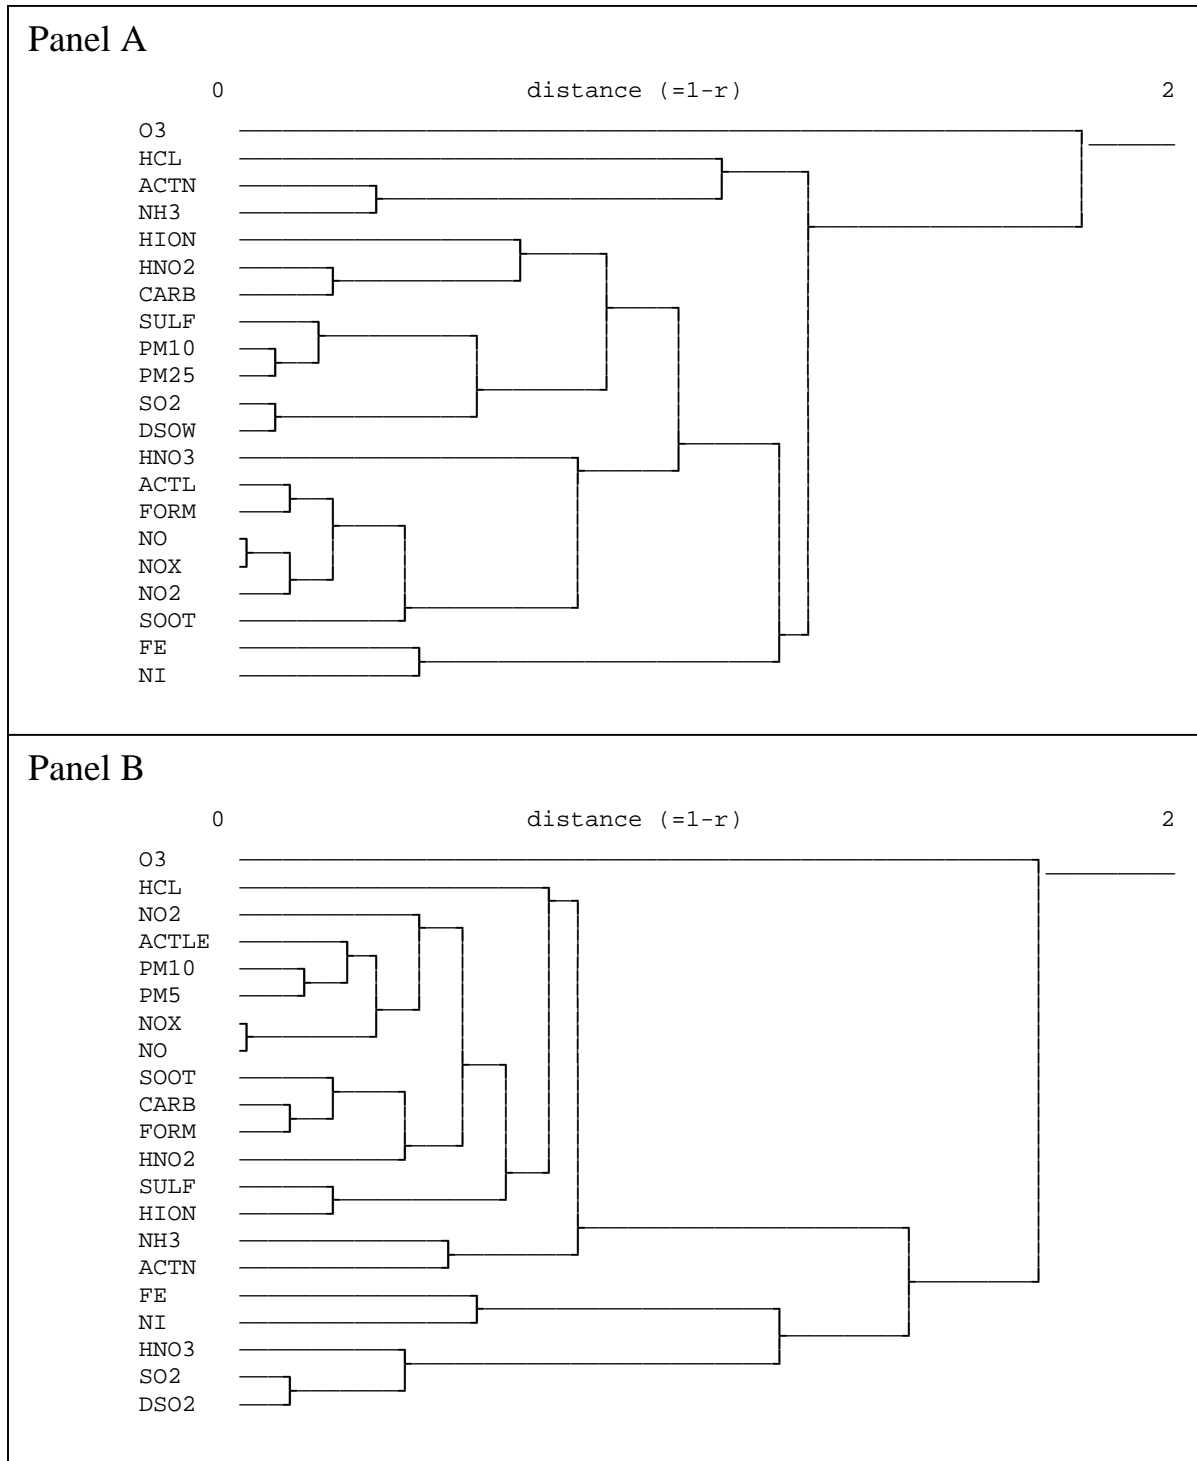 Panel A
0 distance (=1-r) 2
O3
HCL
ACTN
NH3
HION
HNO2
CARB
SULF
PM10
PM25
SO2
DSOW
HNO3
ACTL
FORM
NO
NOX
NO2
SOOT
FE
NI
Panel B
0 distance (=1-r) 2
O3
HCL
NO2
ACTLE
PM10
PM5
NOX
NO
SOOT
CARB
FORM
HNO2
SULF
HION
NH3
ACTN
FE
NI
HNO3
SO2
DSO2